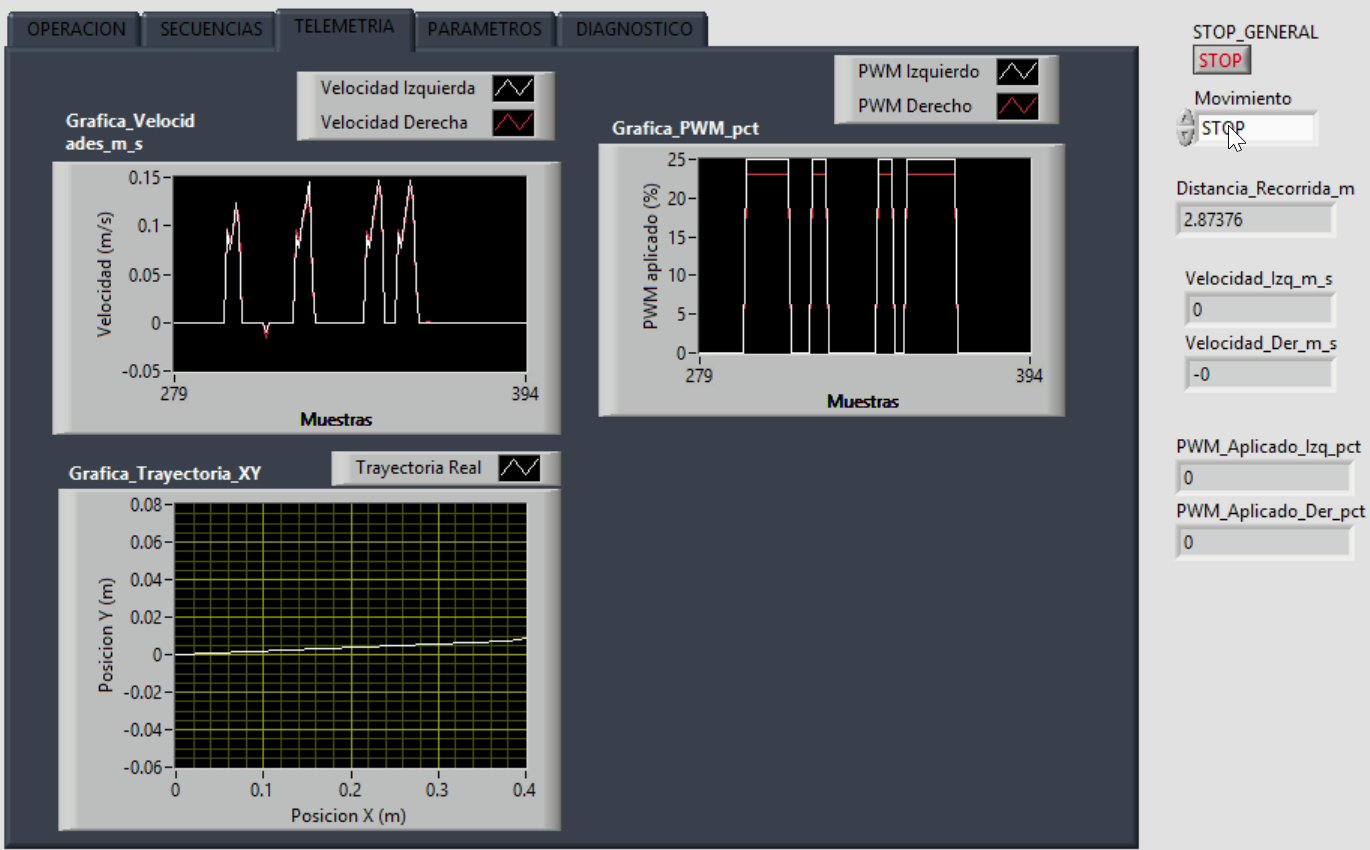 OPERACION
SECUENCIAS
TELEMETRIA
PARAMETROS
DIAGNOSTICO
STOP_GENERAL
STOP
Movimiento
STOP
Distancia_Recorrida_m
2.87376
Velocidad_Izq_m_s
0
Velocidad_Der_m_s
-0
PWM_Aplicado_Izq_pct
0
PWM_Aplicado_Der_pct
0
Velocidad Izquierda
Velocidad Derecha
Grafica_Velocid
ades_m_s
Velocidad (m/s)
0.15
0.1
0.05
0
-0.05
279
394
Muestras
PWM Izquierdo
PWM Derecho
Grafica_PWM_pct
PWM aplicado (%)
25
20
15
10
5
0
279
394
Muestras
Grafica_Trayectoria_XY
Trayectoria Real
Posicion Y (m)
0.08
0.06
0.04
0.02
0
-0.02
-0.04
-0.06
0
0.1
0.2
0.3
0.4
Posicion X (m)